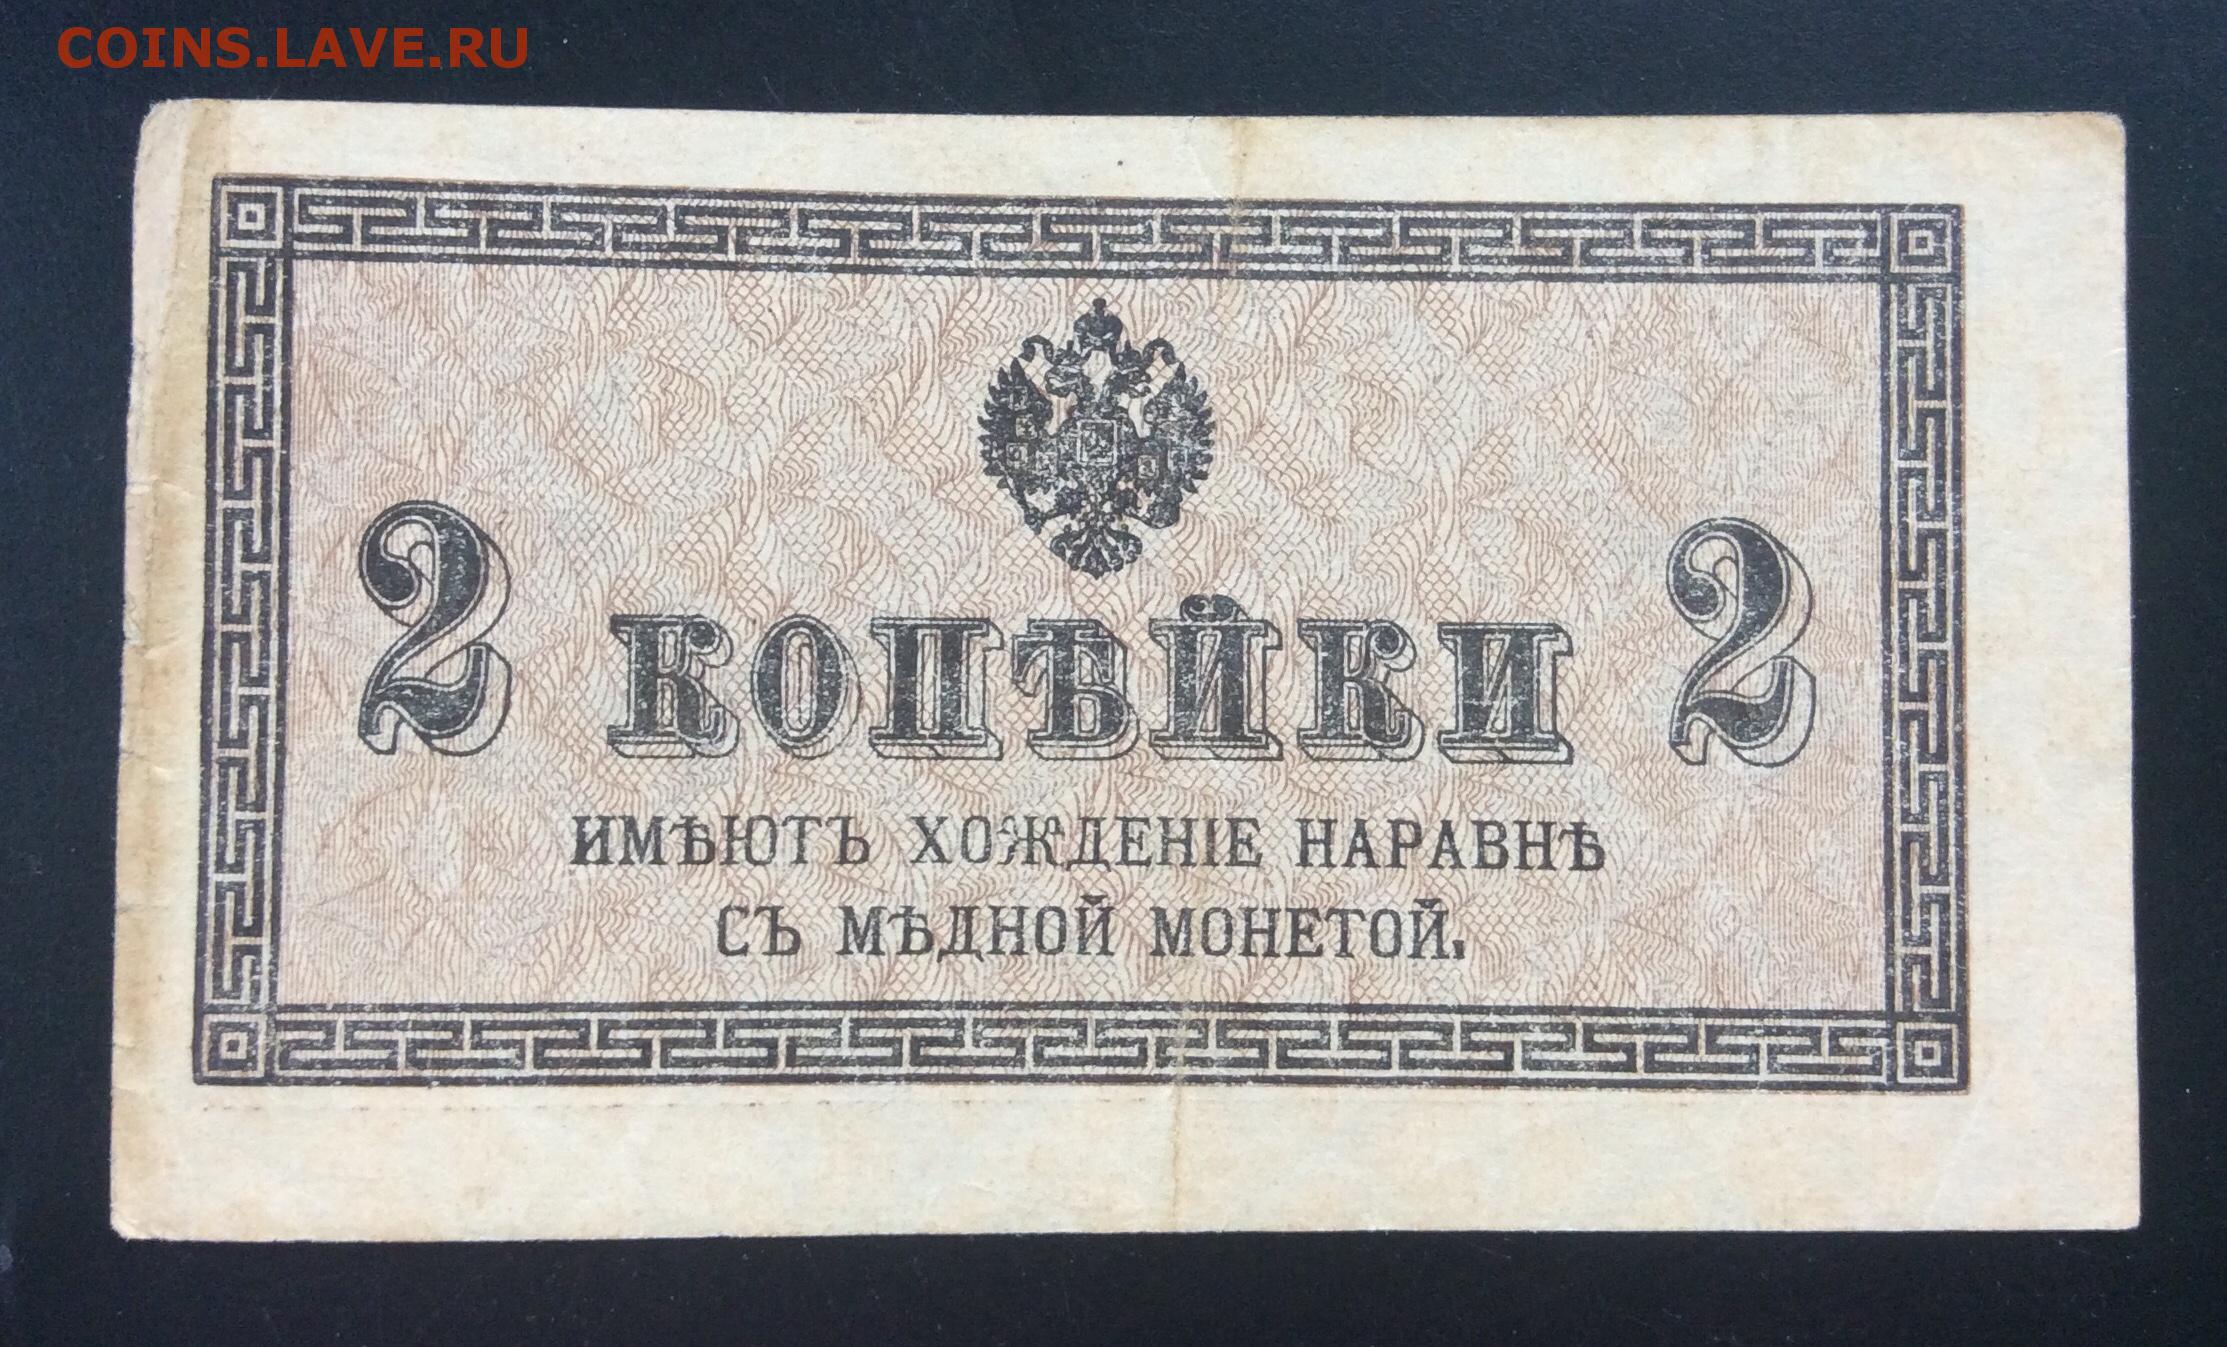 COINS.LAVE.RU
2 КОПѢЙКИ 2
ИМѢЮТЪ ХОЖДЕНІЕ НАРАВНѢ
СЪ МѢДНОЙ МОНЕТОЙ.